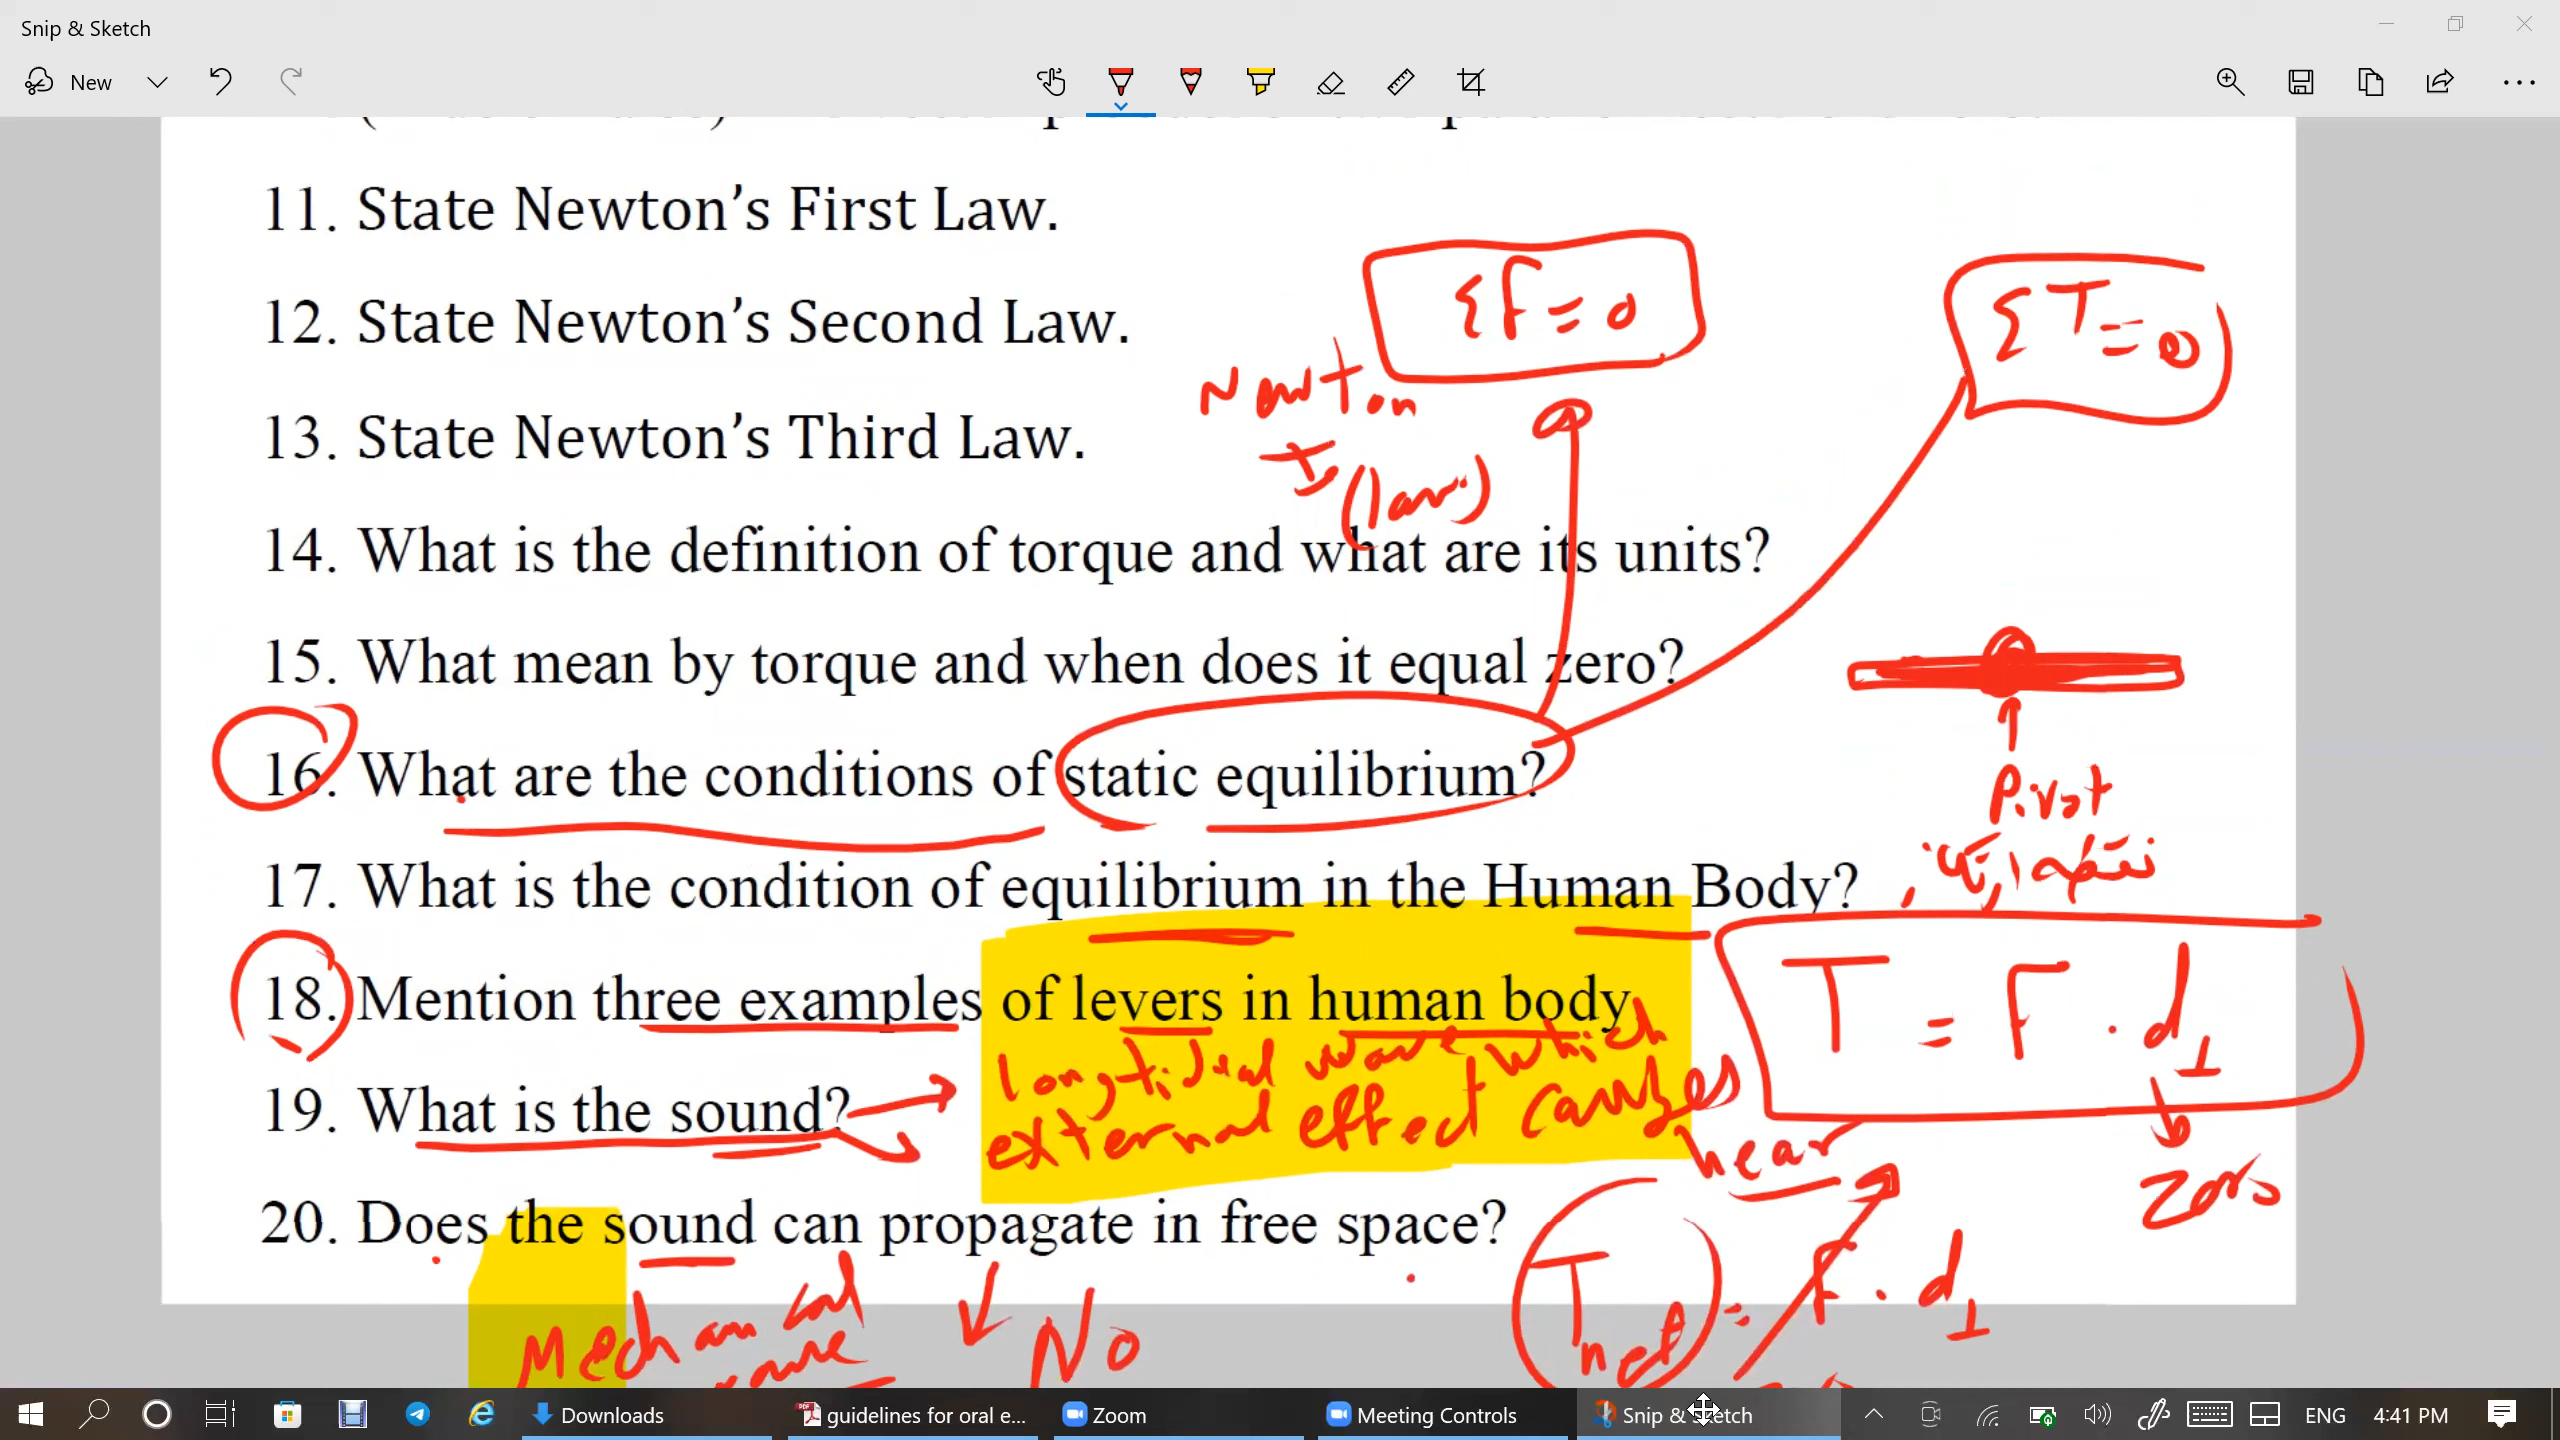 Snip & Sketch
New
11. State Newton's First Law.
{F = 0
{T = 0
12. State Newton's Second Law.
Newton
I
(law)
13. State Newton's Third Law.
14. What is the definition of torque and what are its units?
15. What mean by torque and when does it equal zero?
16. What are the conditions of static equilibrium?
Pivot
17. What is the condition of equilibrium in the Human Body?
18. Mention three examples of levers in human body
T = F . d⊥
longtidual wave which
19. What is the sound?
external effect causes
hear
Zero
20. Does the sound can propagate in free space?
T net = F . d⊥
Mechanical
No
Downloads
guidelines for oral e...
Zoom
Meeting Controls
Snip & Sketch
ENG
4:41 PM